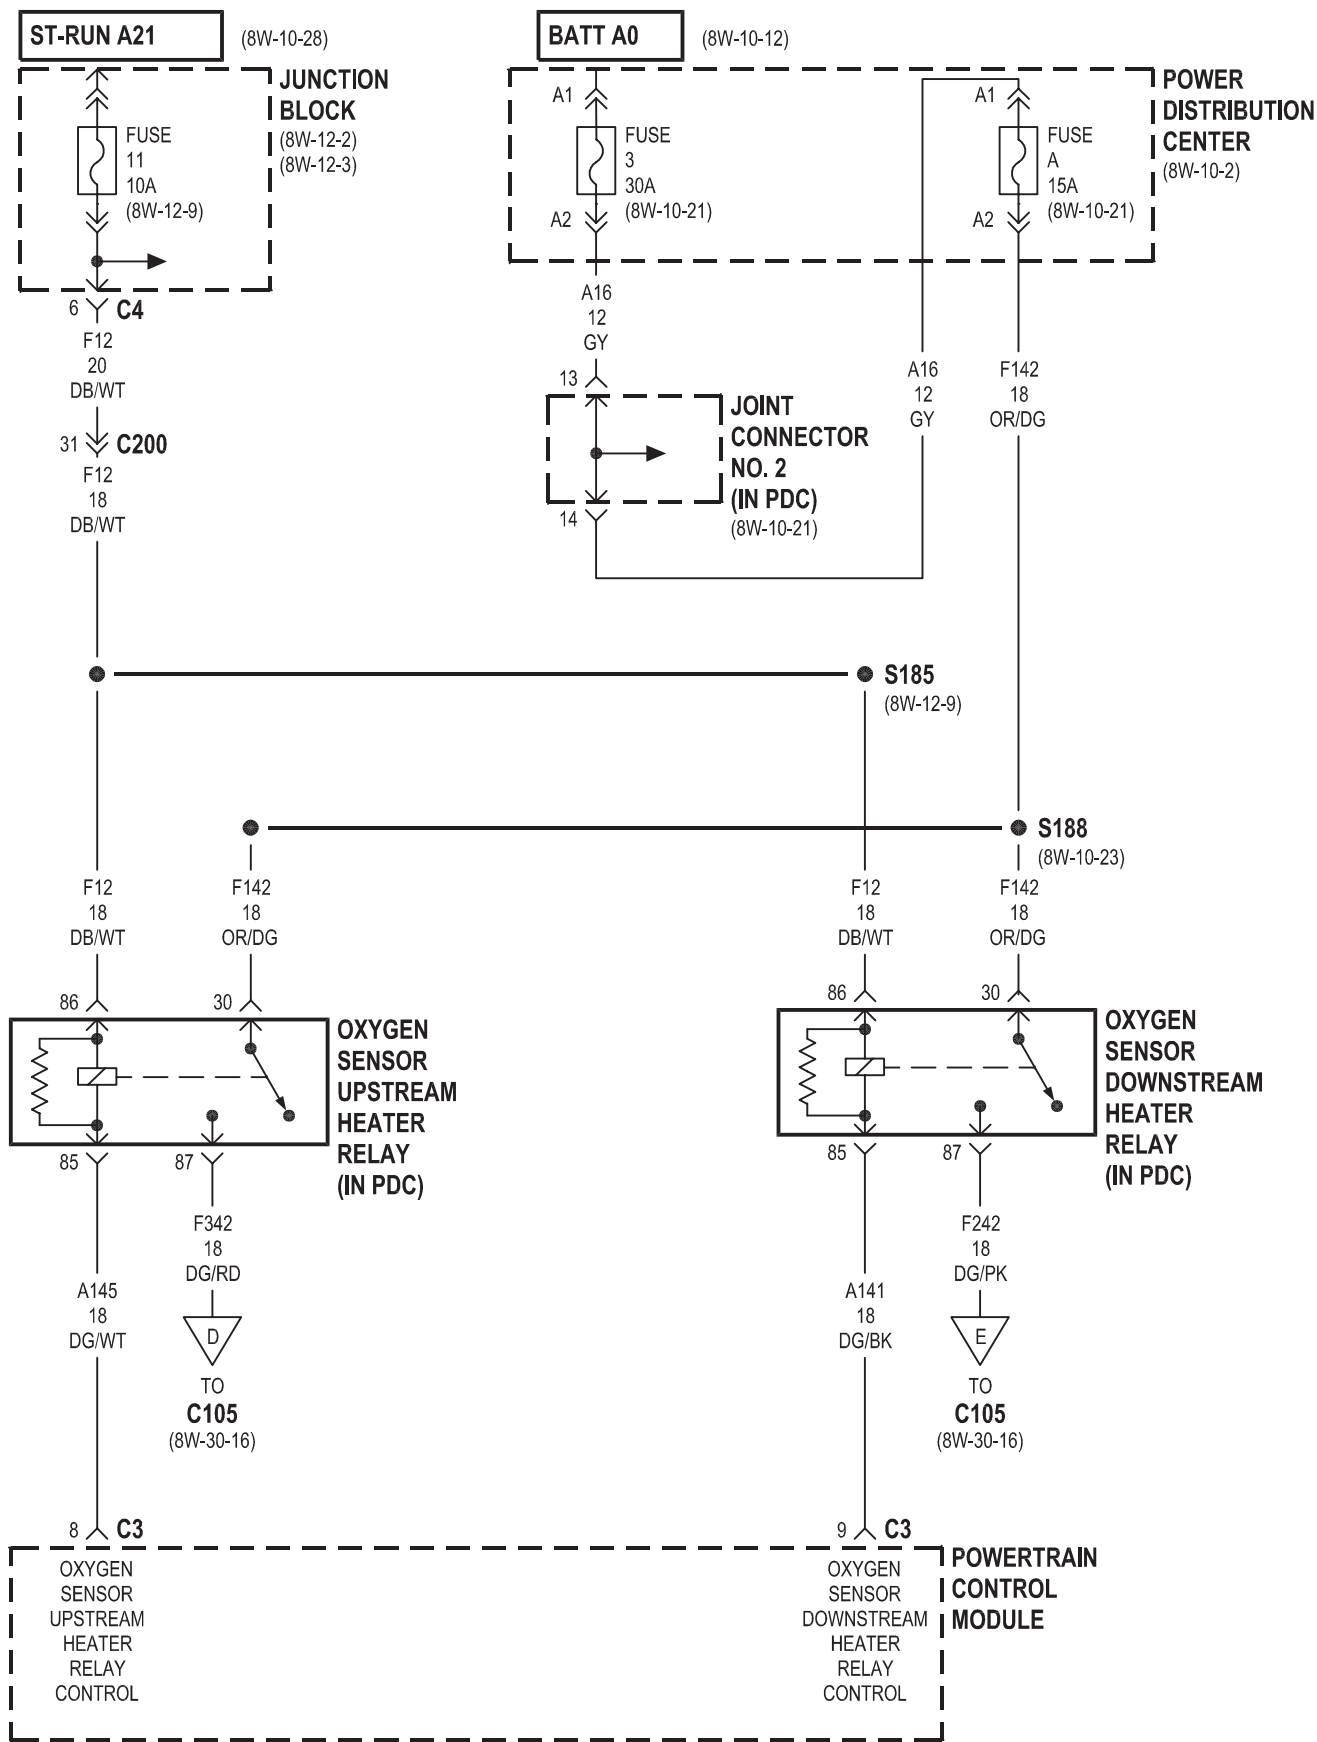 ST-RUN A21
(8W-10-28)
BATT A0
(8W-10-12)
JUNCTION
BLOCK
(8W-12-2)
(8W-12-3)
FUSE
11
10A
(8W-12-9)
6
C4
F12
20
DB/WT
31
C200
F12
18
DB/WT
A1
FUSE
3
30A
(8W-10-21)
A2
A1
FUSE
A
15A
(8W-10-21)
A2
POWER
DISTRIBUTION
CENTER
(8W-10-2)
A16
12
GY
13
JOINT
CONNECTOR
NO. 2
(IN PDC)
(8W-10-21)
14
A16
12
GY
F142
18
OR/DG
S185
(8W-12-9)
S188
(8W-10-23)
F12
18
DB/WT
F142
18
OR/DG
F12
18
DB/WT
F142
18
OR/DG
86
30
OXYGEN
SENSOR
UPSTREAM
HEATER
RELAY
(IN PDC)
85
87
86
30
OXYGEN
SENSOR
DOWNSTREAM
HEATER
RELAY
(IN PDC)
85
87
A145
18
DG/WT
F342
18
DG/RD
D
TO
C105
(8W-30-16)
A141
18
DG/BK
F242
18
DG/PK
E
TO
C105
(8W-30-16)
8
C3
9
C3
OXYGEN
SENSOR
UPSTREAM
HEATER
RELAY
CONTROL
OXYGEN
SENSOR
DOWNSTREAM
HEATER
RELAY
CONTROL
POWERTRAIN
CONTROL
MODULE